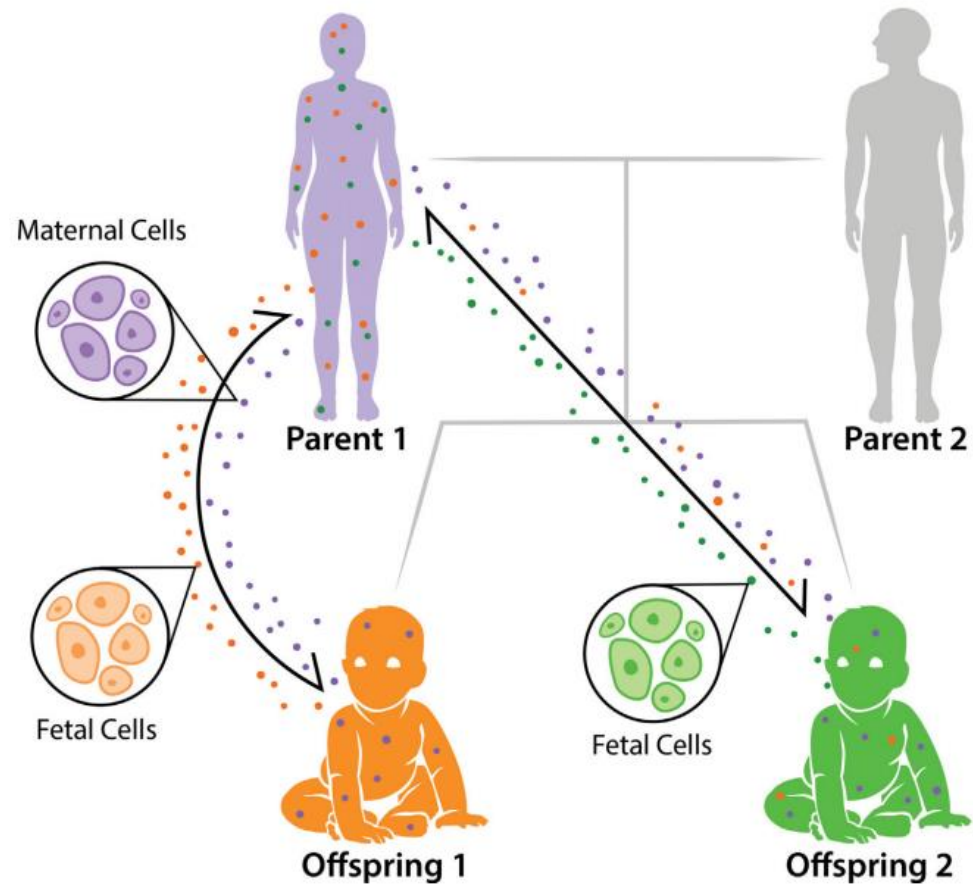 Maternal Cells
Parent 1
Parent 2
Fetal Cells
Fetal Cells
Offspring 1
Offspring 2